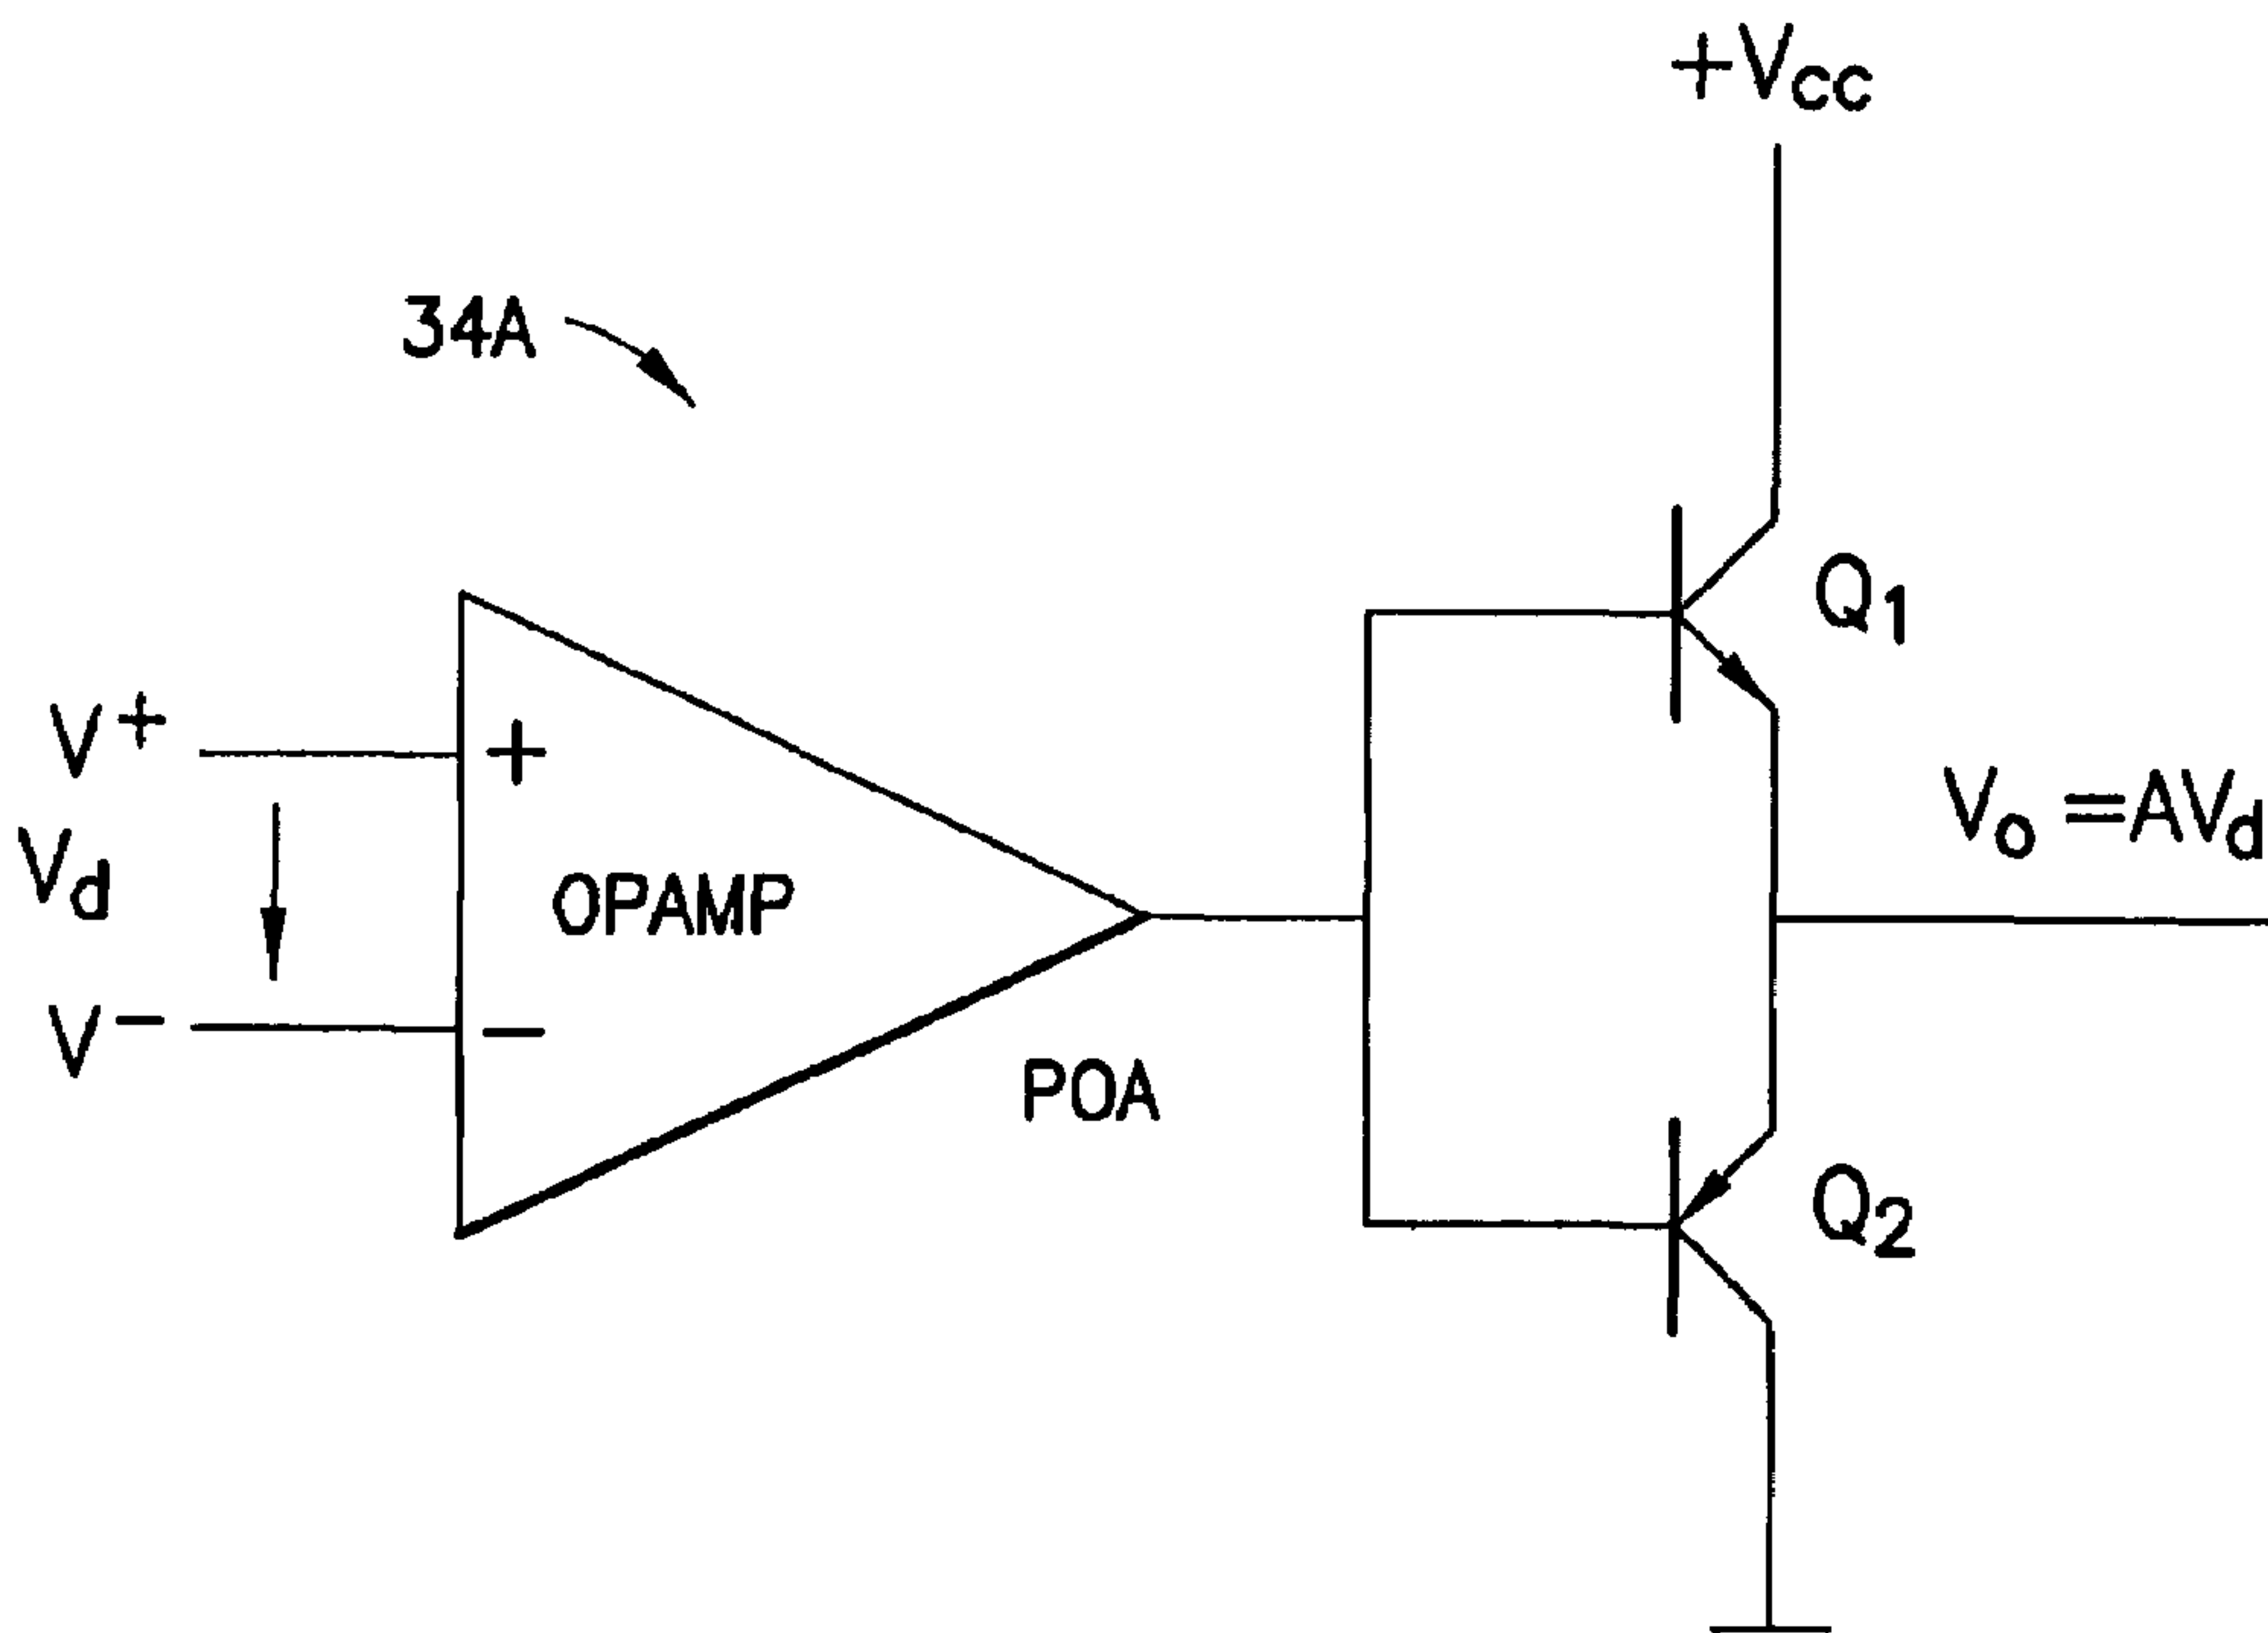 +Vcc
34A
Q1
V+
+
Vd
Vo=AVd
OPAMP
V-
-
POA
Q2